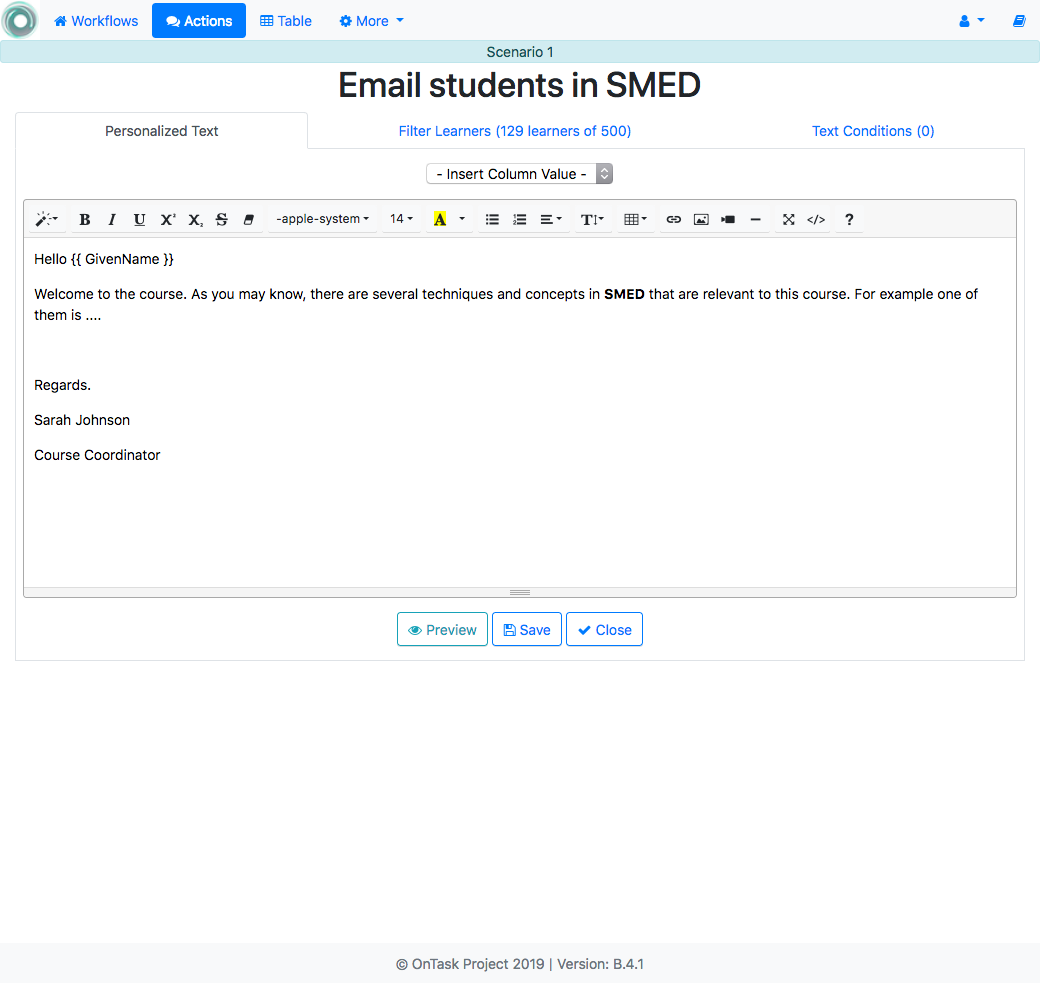 Workflows Actions Table More
Scenario 1
Email students in SMED
Personalized Text Filter Learners (129 learners of 500) Text Conditions (0)
- Insert Column Value -
B I U X² X₂ S -apple-system 14 A T </> ?
Hello {{ GivenName }}
Welcome to the course. As you may know, there are several techniques and concepts in SMED that are relevant to this course. For example one of
them is ....
Regards.
Sarah Johnson
Course Coordinator
Preview Save Close
© OnTask Project 2019 | Version: B.4.1